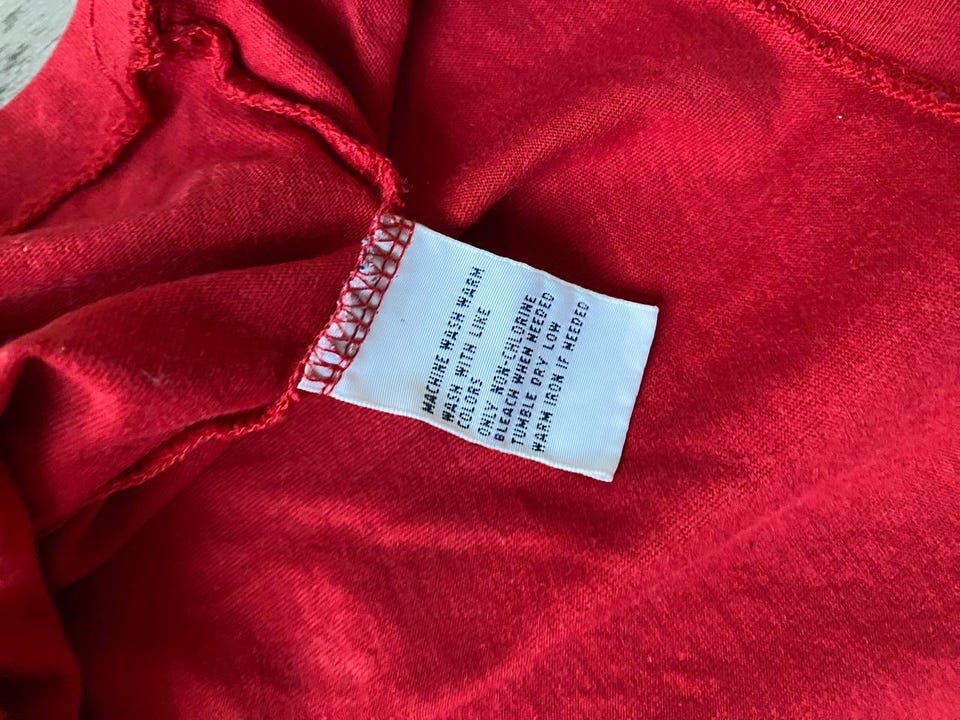 MACHINE WASH WARM
WASH WITH LIKE
COLORS
ONLY NON-CHLORINE
BLEACH WHEN NEEDED
TUMBLE DRY LOW
WARM IRON IF NEEDED